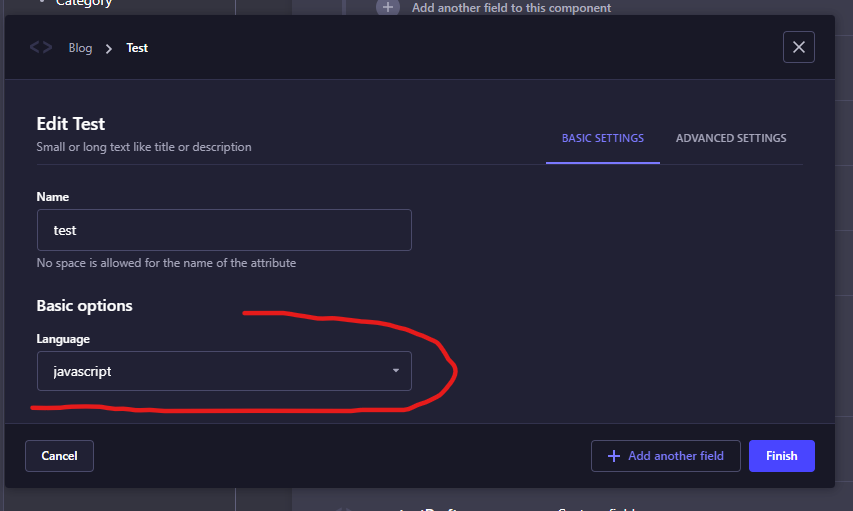 Category
Add another field to this component
Blog > Test
Edit Test
Small or long text like title or description
BASIC SETTINGS
ADVANCED SETTINGS
Name
test
No space is allowed for the name of the attribute
Basic options
Language
javascript
Cancel
+ Add another field
Finish